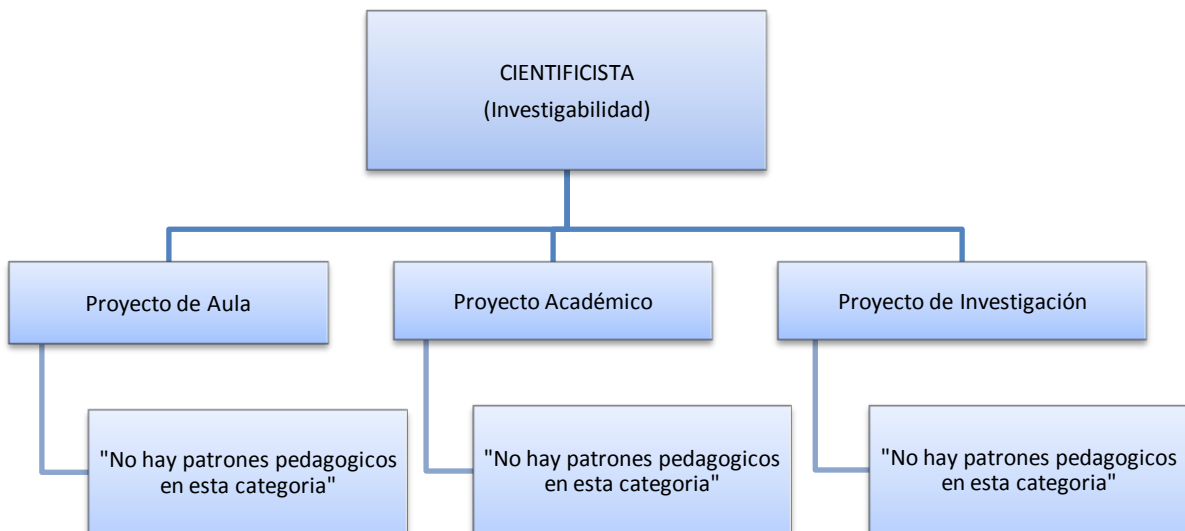 CIENTIFICISTA
(Investigabilidad)
Proyecto de Aula
Proyecto Académico
Proyecto de Investigación
"No hay patrones pedagogicos
en esta categoria"
"No hay patrones pedagogicos
en esta categoria"
"No hay patrones pedagogicos
en esta categoria"